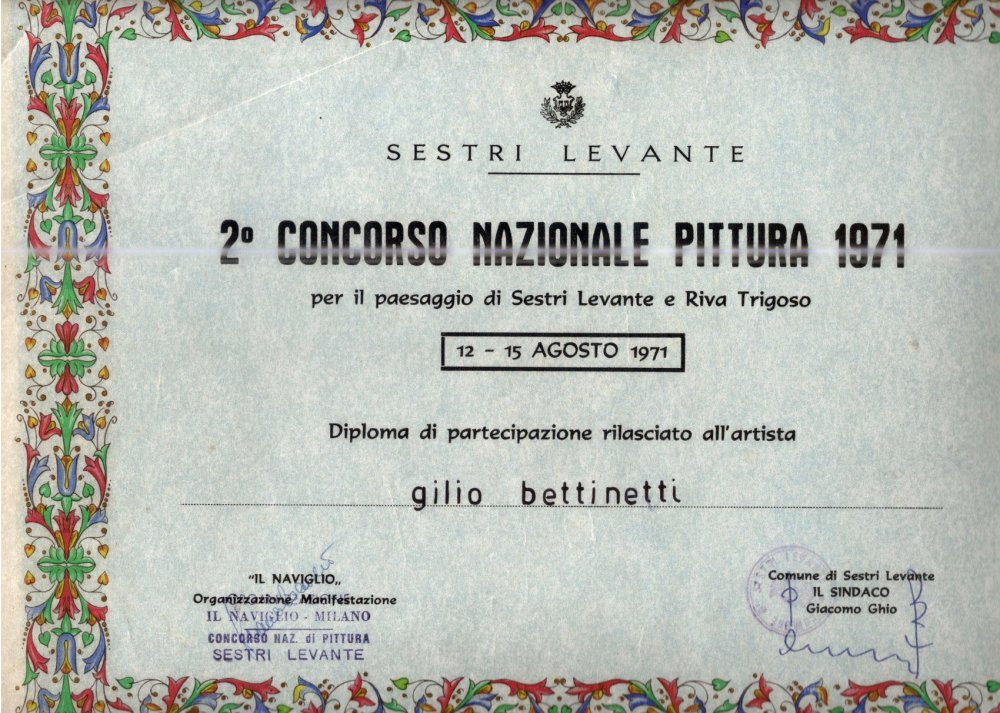 SESTRI LEVANTE
2º CONCORSO NAZIONALE PITTURA 1971
per il paesaggio di Sestri Levante e Riva Trigoso
12 - 15 AGOSTO 1971
Diploma di partecipazione rilasciato all'artista
gilio bettinetti
"IL NAVIGLIO„
Organizzazione Manifestazione
IL NAVIGLIO - MILANO
CONCORSO NAZ. di PITTURA
SESTRI LEVANTE
Comune di Sestri Levante
IL SINDACO
Giacomo Ghio